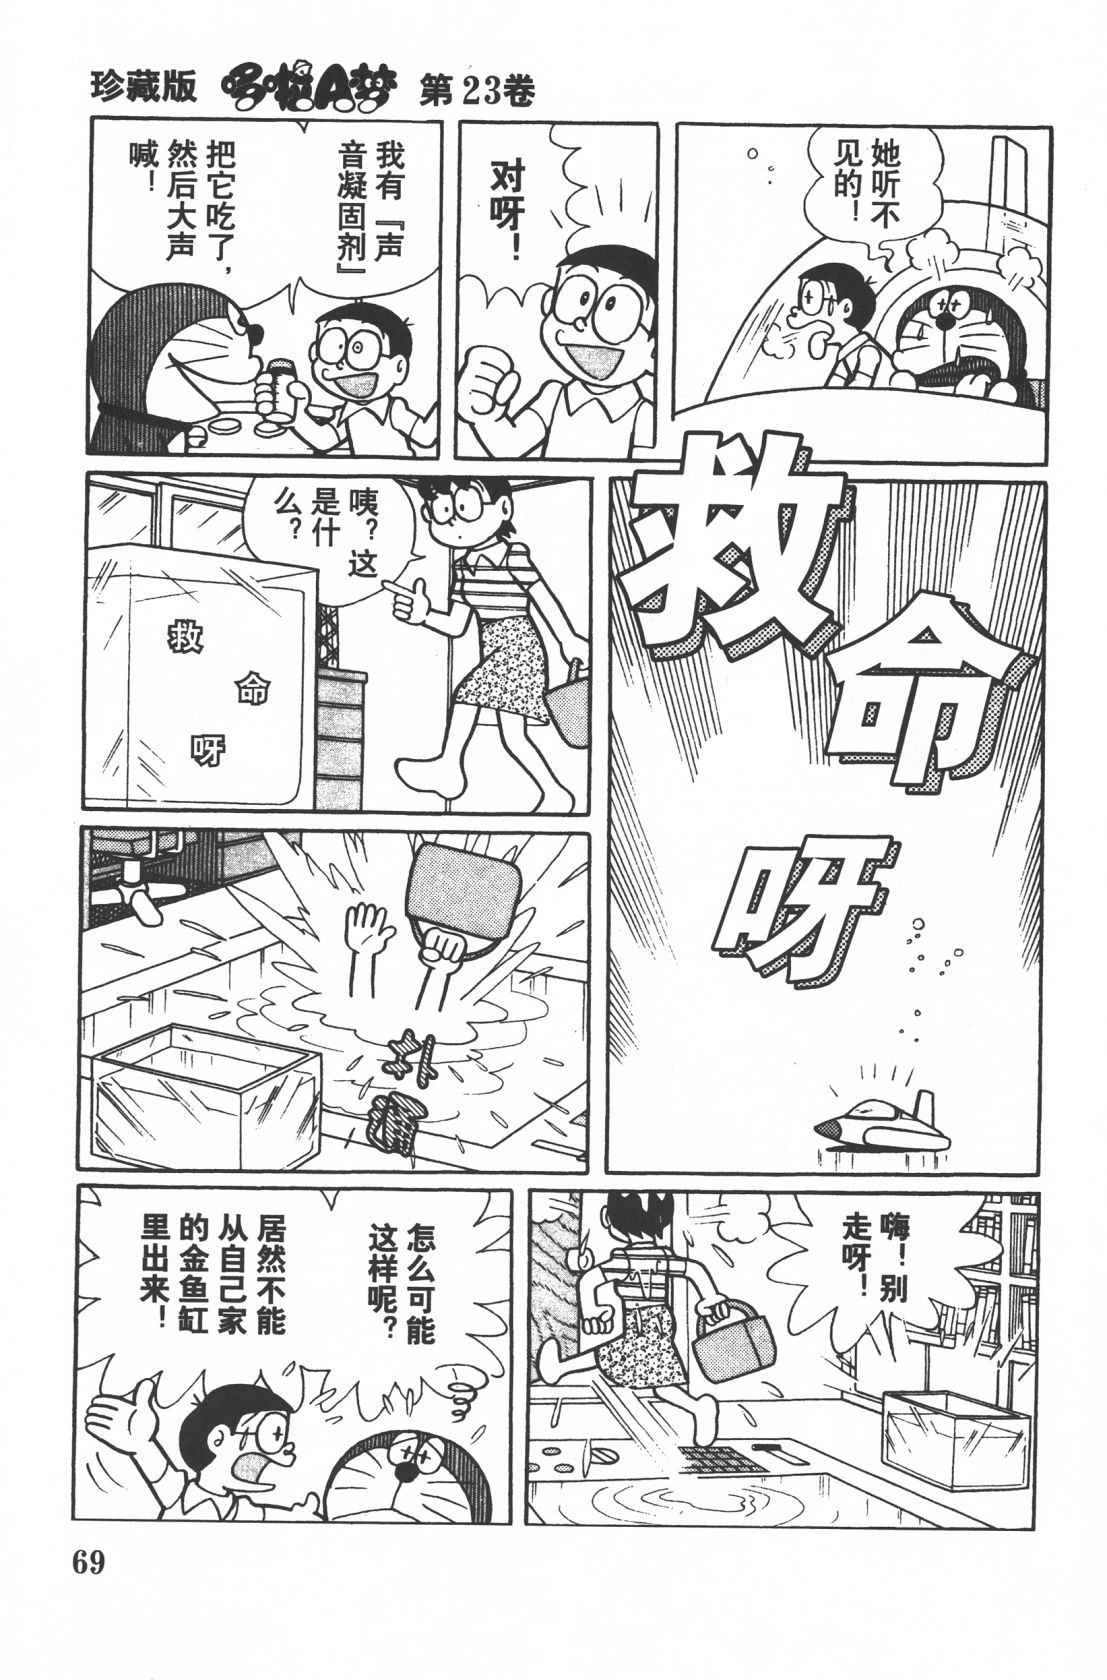 珍藏版 哆啦A梦 第23卷
她听不
见的！
对呀！
我有『声
音凝固剂』
把它吃了，
然后大声
喊！
救
命
呀
咦？这
是什
么？
救
命
呀
嗨！别
走呀！
怎么可能
这样呢？
居然不能
从自己家
的金鱼缸
里出来！
69